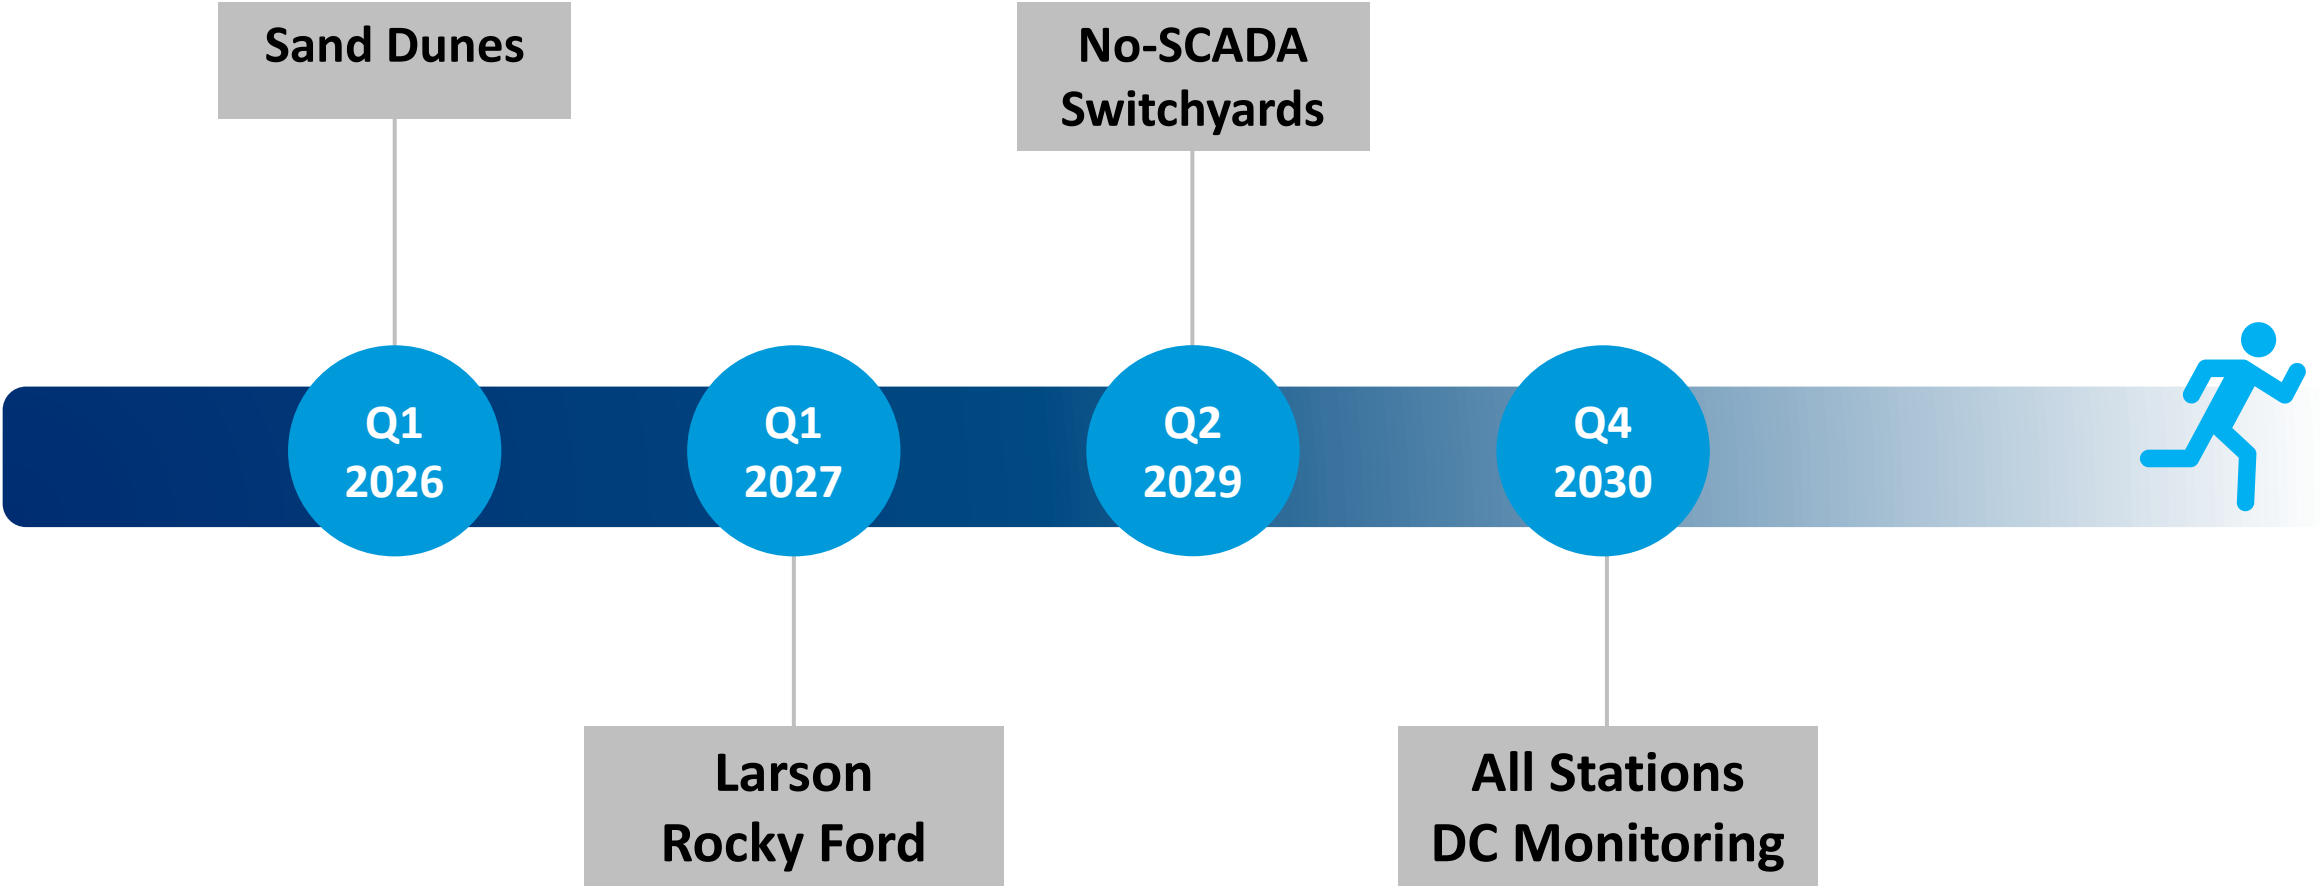 Sand Dunes
No-SCADA
Switchyards
Q1
2026
Q1
2027
Q2
2029
Q4
2030
Larson
Rocky Ford
All Stations
DC Monitoring